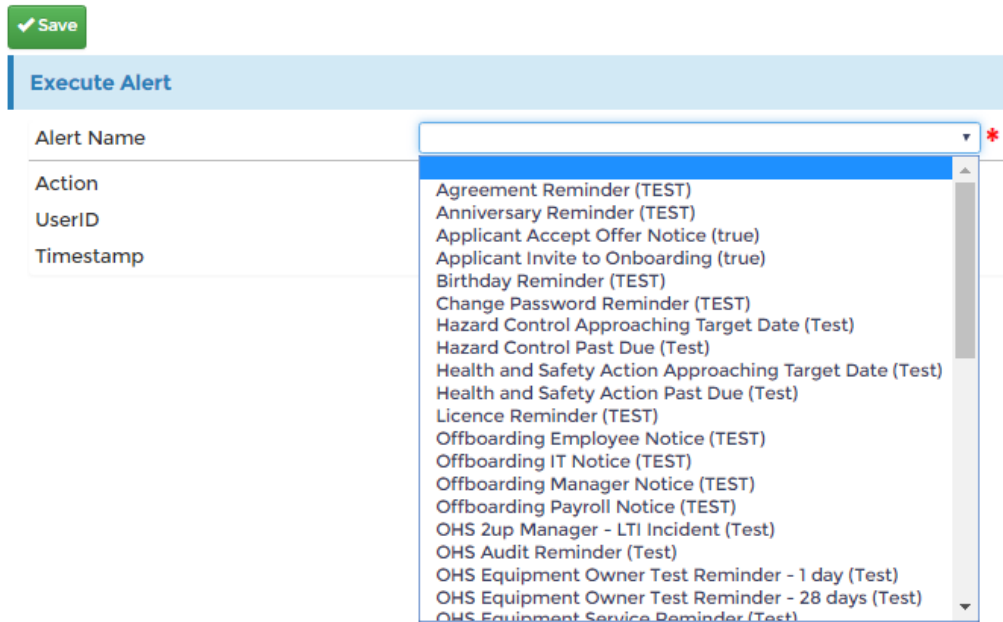 Save
Execute Alert
Alert Name *
Action
UserID
Timestamp
Agreement Reminder (TEST)
Anniversary Reminder (TEST)
Applicant Accept Offer Notice (true)
Applicant Invite to Onboarding (true)
Birthday Reminder (TEST)
Change Password Reminder (TEST)
Hazard Control Approaching Target Date (Test)
Hazard Control Past Due (Test)
Health and Safety Action Approaching Target Date (Test)
Health and Safety Action Past Due (Test)
Licence Reminder (TEST)
Offboarding Employee Notice (TEST)
Offboarding IT Notice (TEST)
Offboarding Manager Notice (TEST)
Offboarding Payroll Notice (TEST)
OHS 2up Manager - LTI Incident (Test)
OHS Audit Reminder (Test)
OHS Equipment Owner Test Reminder - 1 day (Test)
OHS Equipment Owner Test Reminder - 28 days (Test)
OHS Equipment Service Reminder (Test)